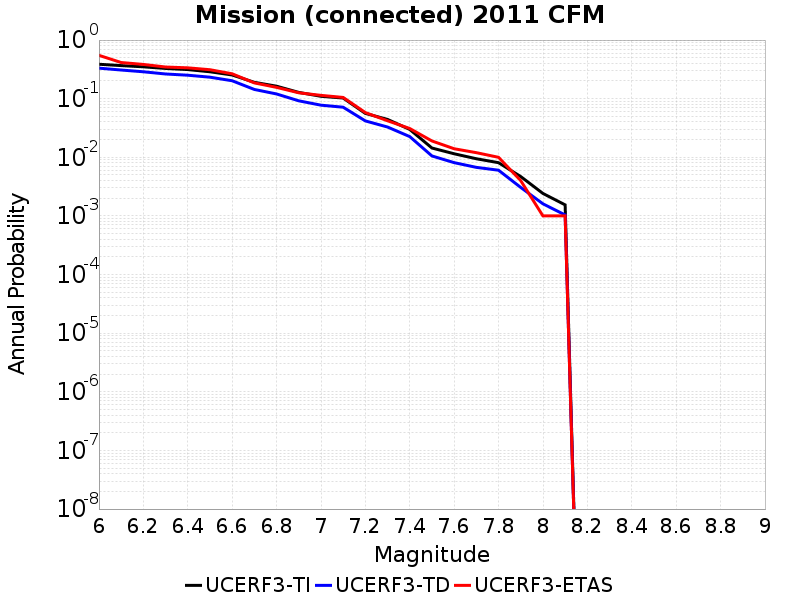 Mission (connected) 2011 CFM
Annual Probability
10^0
10^-1
10^-2
10^-3
10^-4
10^-5
10^-6
10^-7
10^-8
6 6.2 6.4 6.6 6.8 7 7.2 7.4 7.6 7.8 8 8.2 8.4 8.6 8.8 9
Magnitude
UCERF3-TI UCERF3-TD UCERF3-ETAS